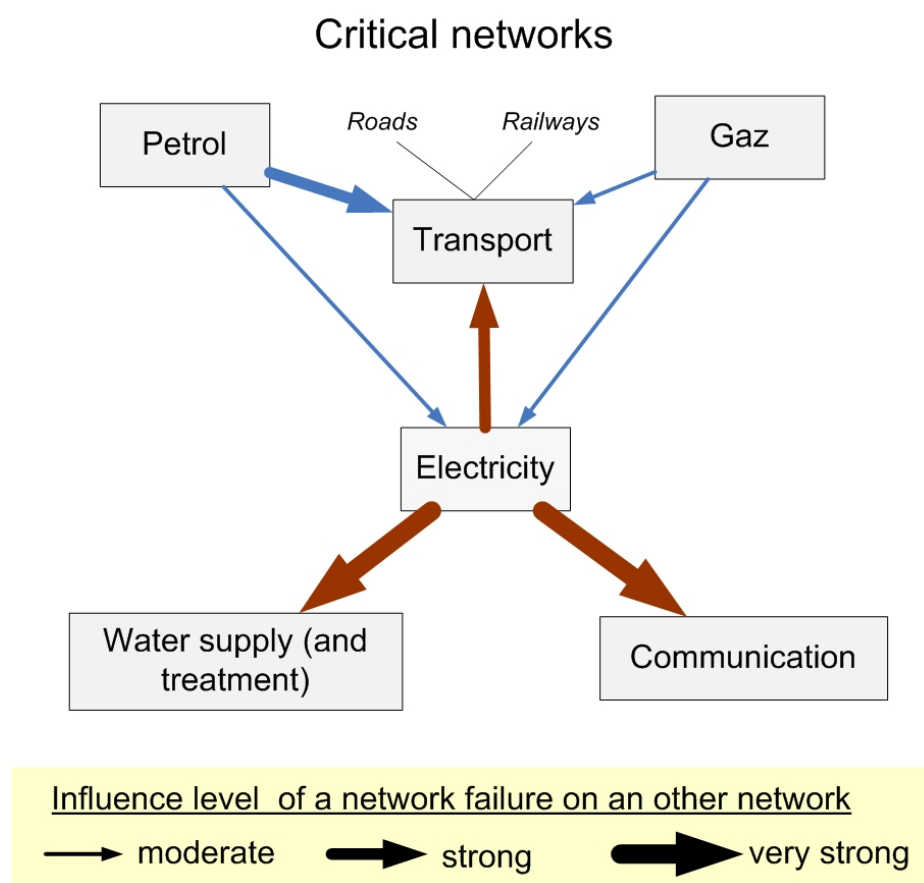 Critical networks
Roads
Railways
Petrol
Gaz
Transport
Electricity
Water supply (and
treatment)
Communication
Influence level of a network failure on an other network
moderate
strong
very strong